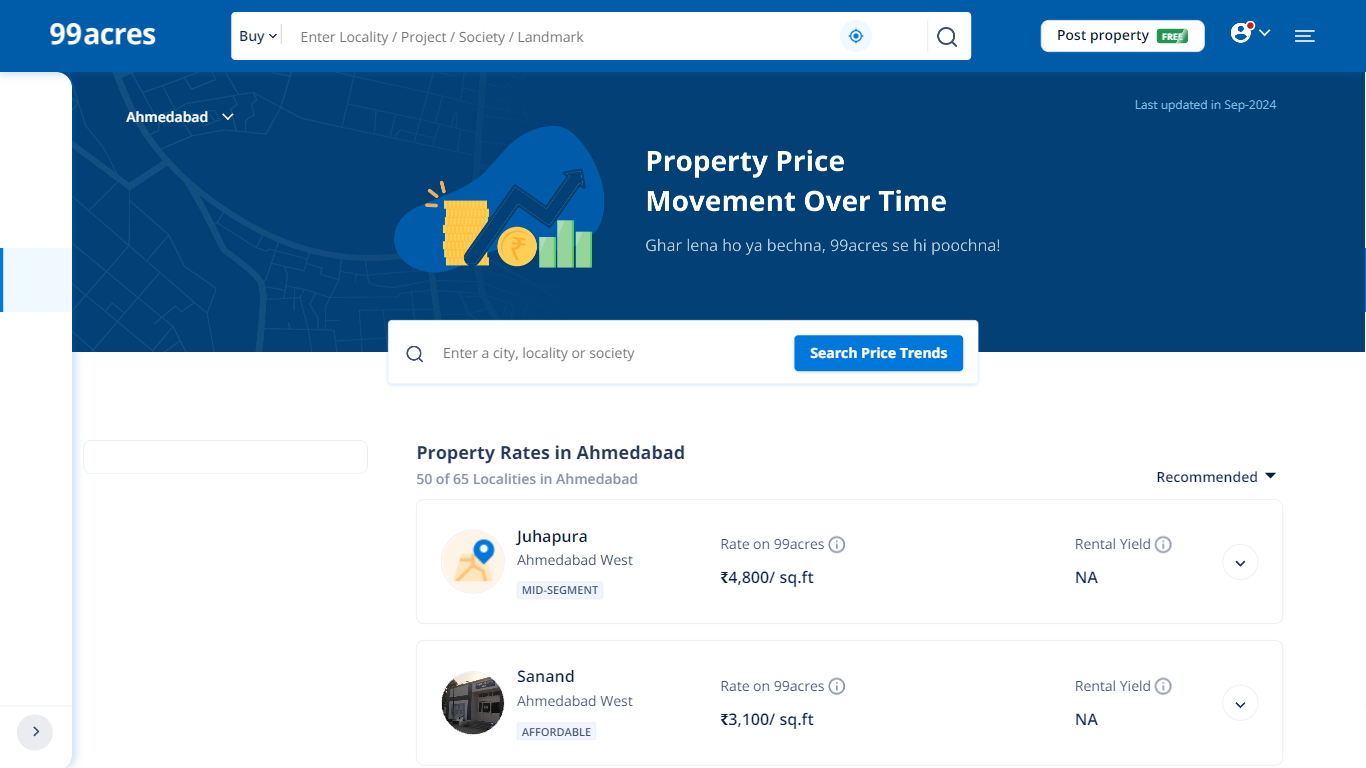 99acres
Buy
Enter Locality / Project / Society / Landmark
Post property FREE
Ahmedabad
Last updated in Sep-2024
Property Price
Movement Over Time
Ghar lena ho ya bechna, 99acres se hi poochna!
Enter a city, locality or society
Search Price Trends
Property Rates in Ahmedabad
50 of 65 Localities in Ahmedabad
Recommended
Juhapura
Ahmedabad West
MID-SEGMENT
Rate on 99acres
₹4,800/ sq.ft
Rental Yield
NA
Sanand
Ahmedabad West
AFFORDABLE
Rate on 99acres
₹3,100/ sq.ft
Rental Yield
NA